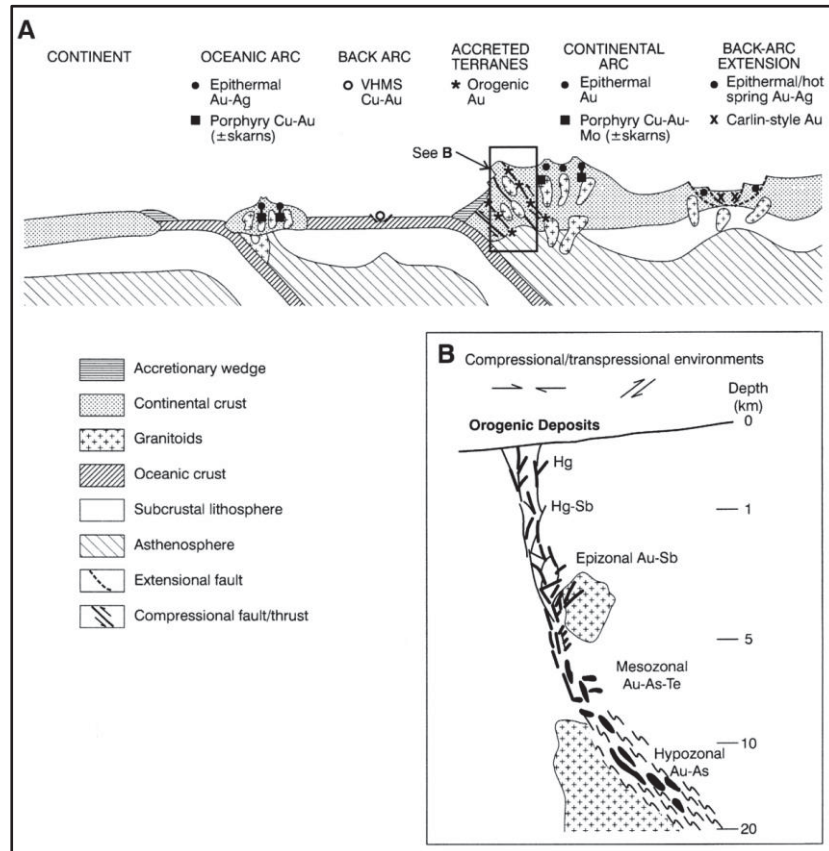 A
CONTINENT
OCEANIC ARC
● Epithermal
Au-Ag
■ Porphyry Cu-Au
(±skarns)
BACK ARC
○ VHMS
Cu-Au
ACCRETED
TERRANES
* Orogenic
Au
CONTINENTAL
ARC
● Epithermal
Au
■ Porphyry Cu-Au-
Mo (±skarns)
BACK-ARC
EXTENSION
● Epithermal/hot
spring Au-Ag
x Carlin-style Au
See B
Accretionary wedge
Continental crust
Granitoids
Oceanic crust
Subcrustal lithosphere
Asthenosphere
Extensional fault
Compressional fault/thrust
B
Compressional/transpressional environments
Depth
(km)
Orogenic Deposits
0
Hg
Hg-Sb
1
Epizonal Au-Sb
5
Mesozonal
Au-As-Te
10
Hypozonal
Au-As
20